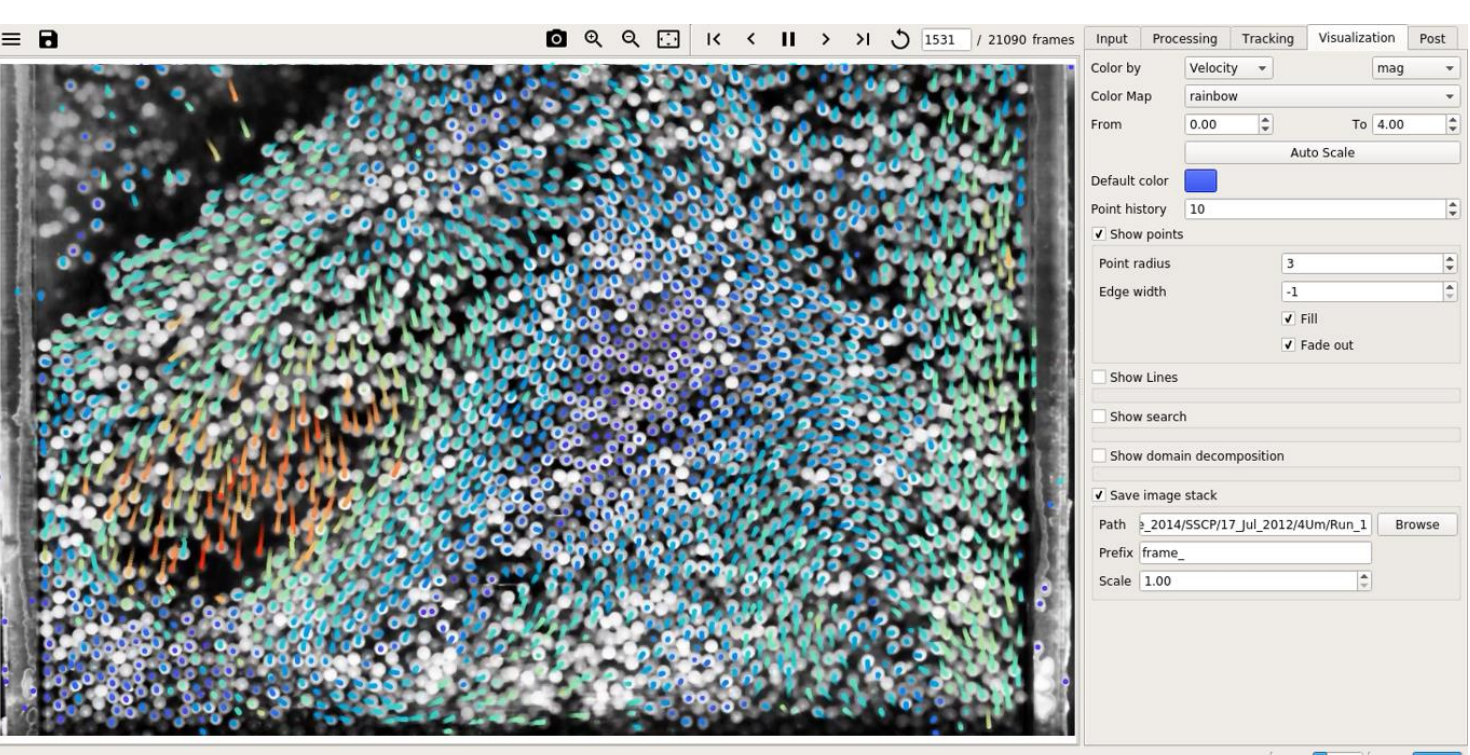 1531 / 21090 frames
Input Processing Tracking Visualization Post
Color by Velocity mag
Color Map rainbow
From 0.00 To 4.00
Auto Scale
Default color
Point history 10
Show points
Point radius 3
Edge width -1
Fill
Fade out
Show Lines
Show search
Show domain decomposition
Save image stack
Path _2014/SSCP/17_Jul_2012/4Um/Run_1 Browse
Prefix frame_
Scale 1.00